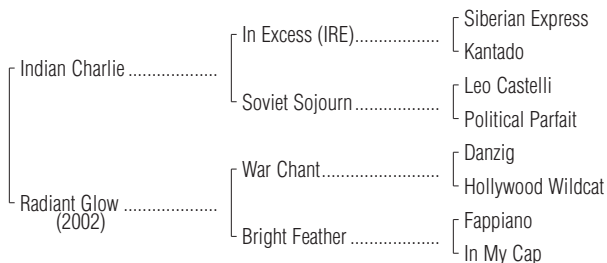 Siberian Express
In Excess (IRE)..................
Kantado
Indian Charlie ...................
Leo Castelli
Soviet Sojourn..................
Political Parfait
Danzig
War Chant.........................
Hollywood Wildcat
Radiant Glow ....................
(2002)
Fappiano
Bright Feather ...................
In My Cap